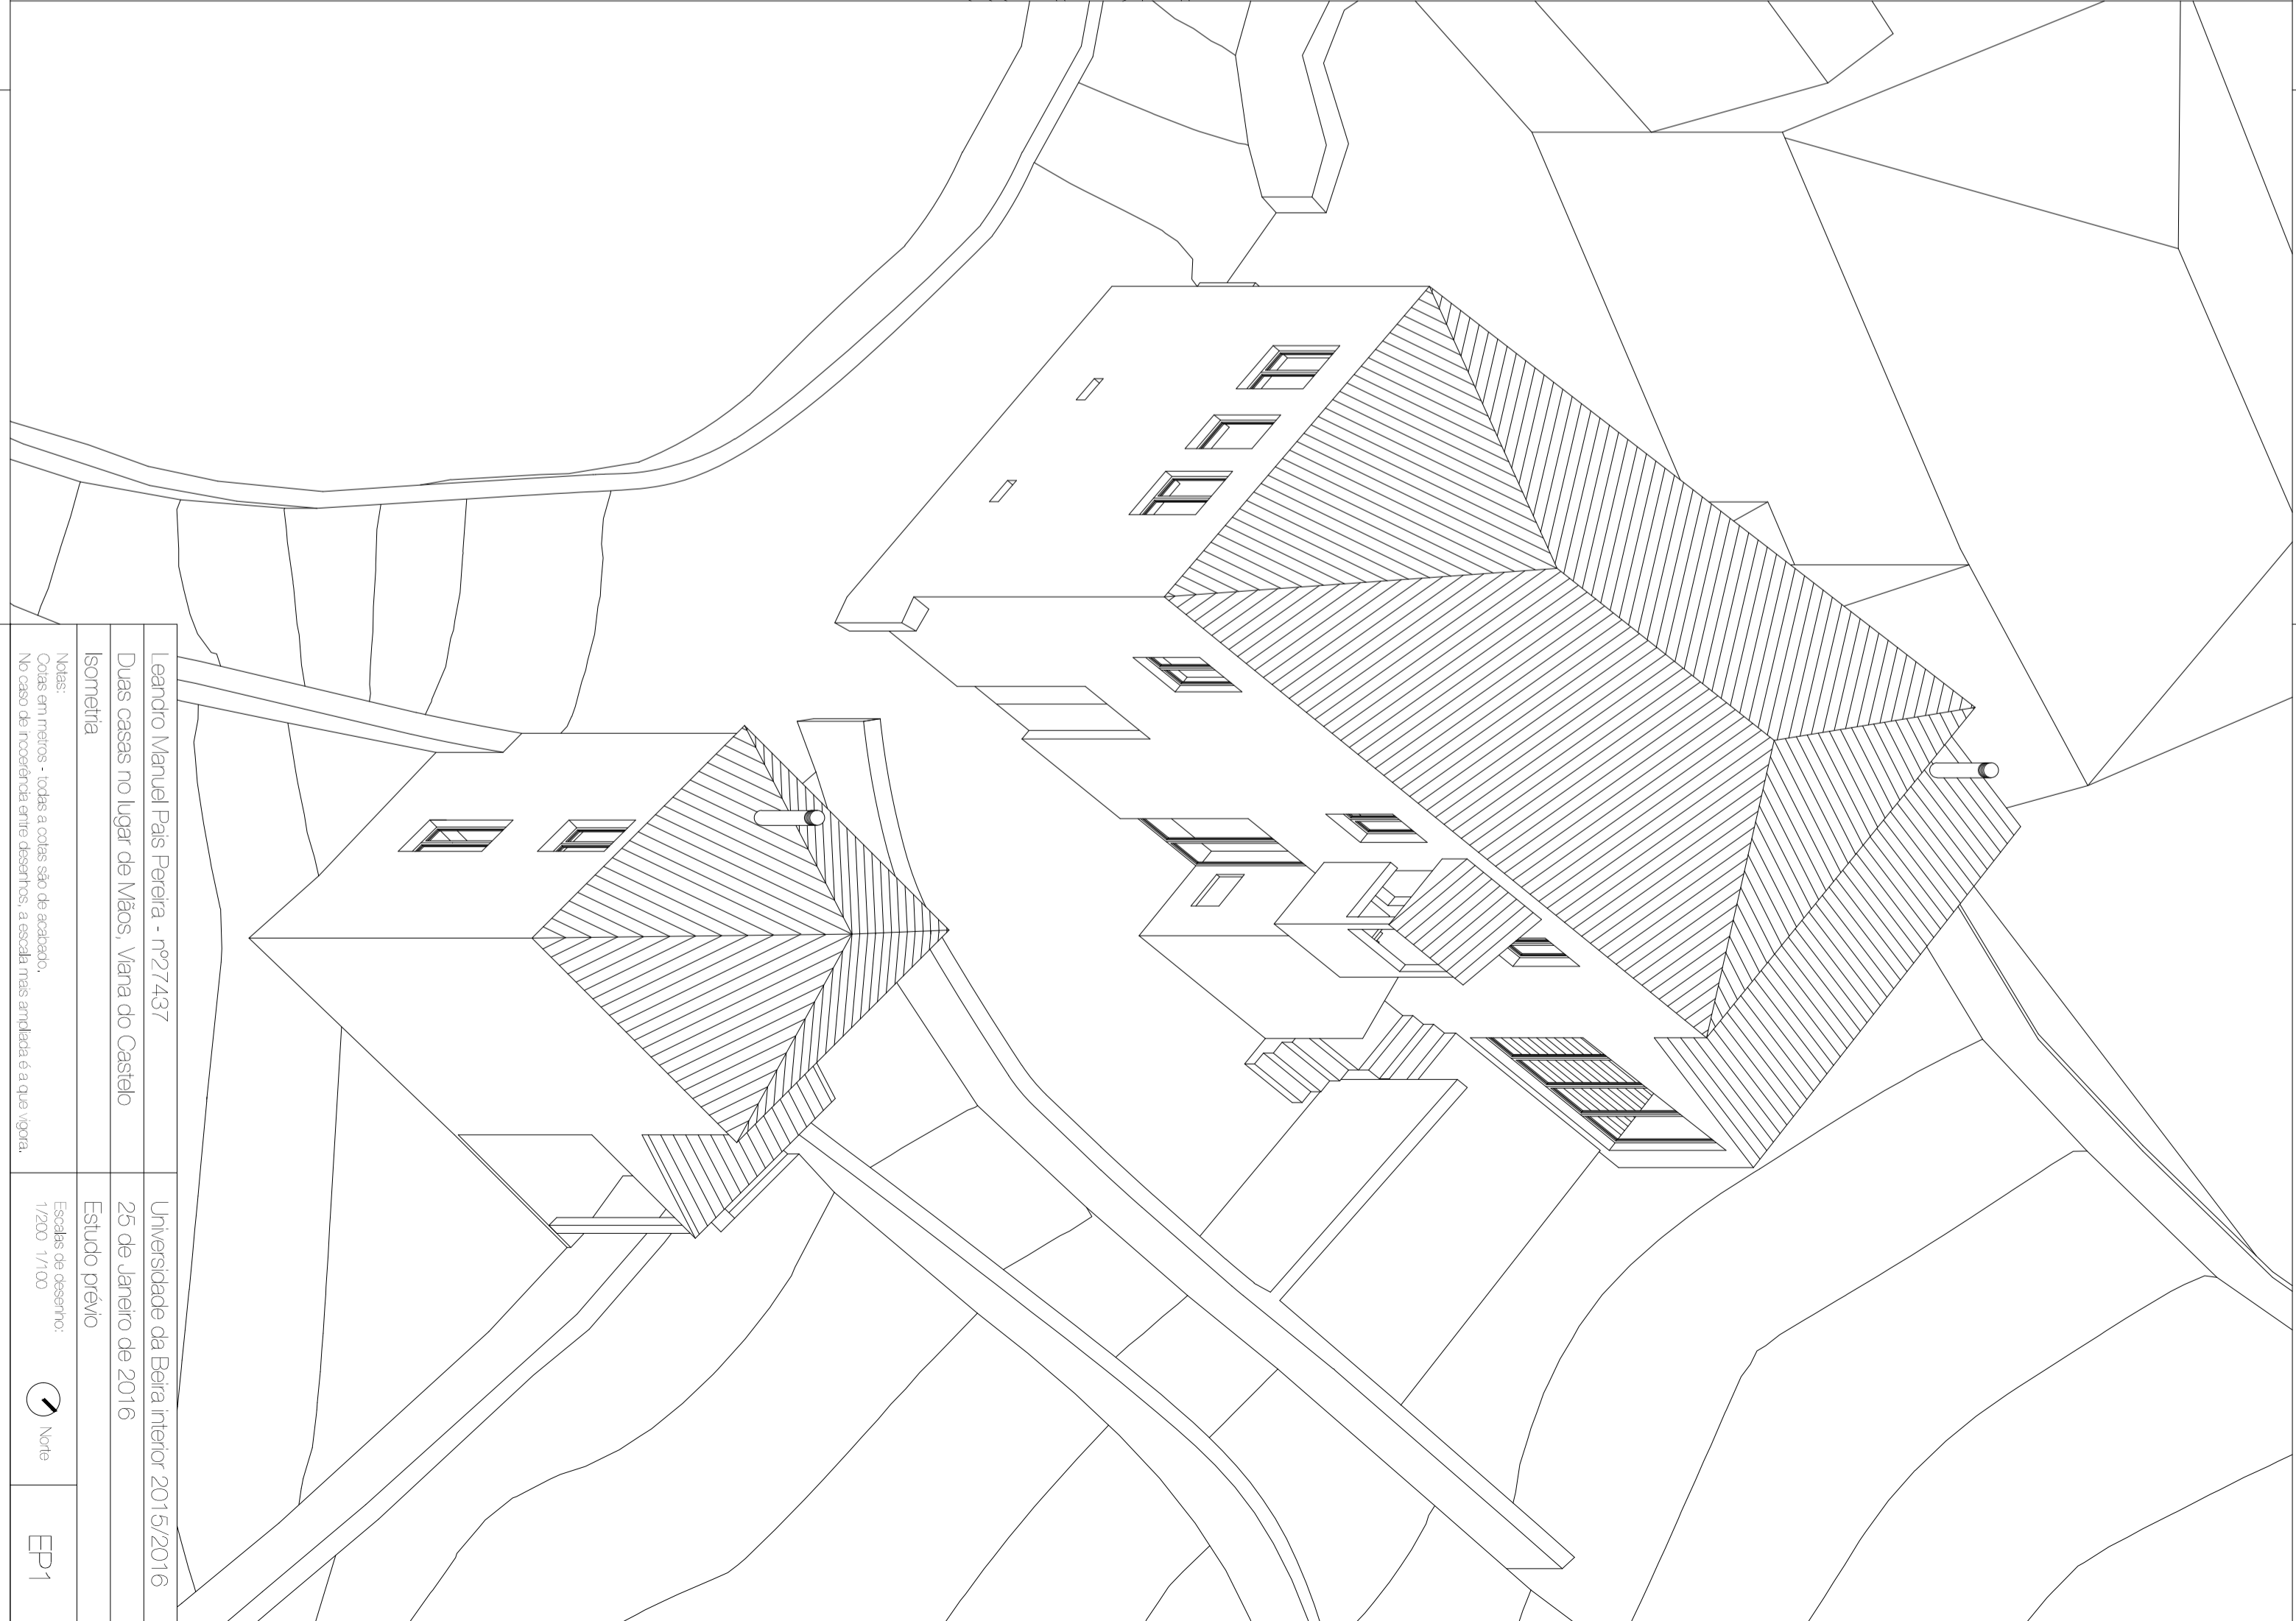 Leandro Manuel Pais Pereira - nº27437
Universidade da Beira interior 2015/2016
Duas casas no lugar de Mãos, Viana do Castelo
25 de Janeiro de 2016
Isometria
Estudo prévio
Notas:
Cotas em metros - todas a cotas são de acabado.
No caso de incoerência entre desenhos, a escala mais ampliada é a que vigora.
Escalas de desenho:
1/200 1/100
Norte
EP1